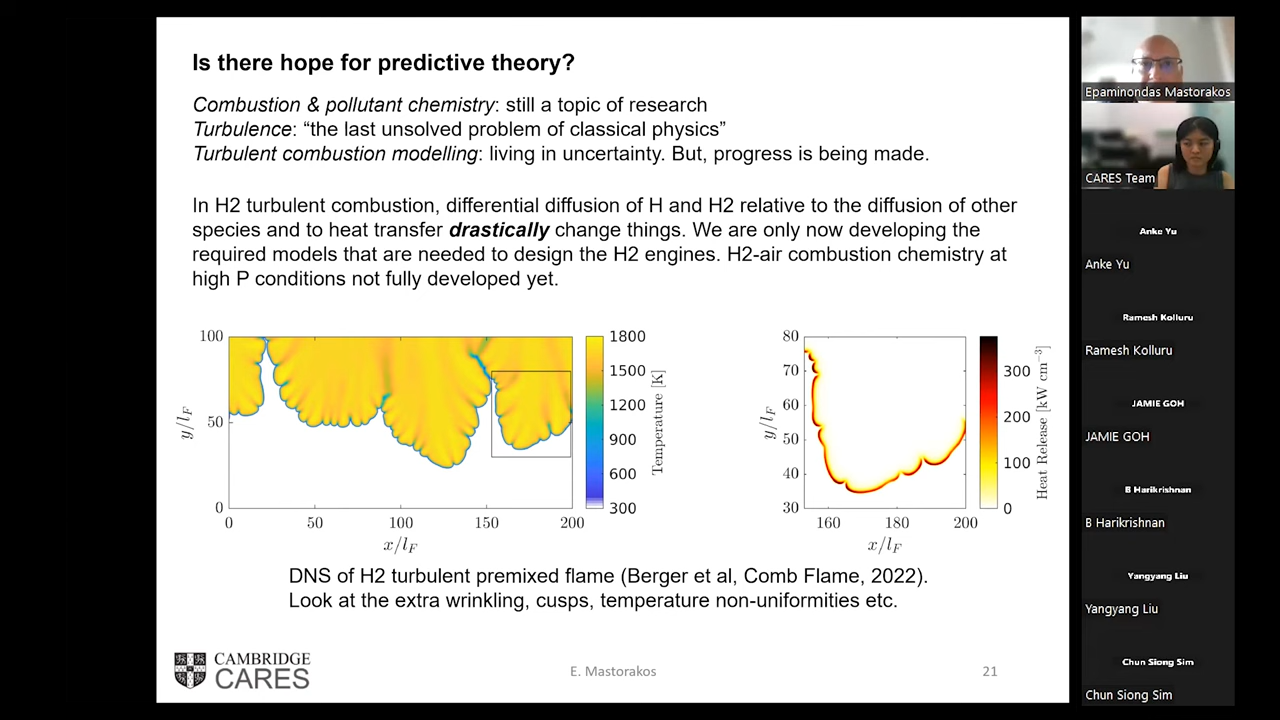 Is there hope for predictive theory?
Combustion & pollutant chemistry: still a topic of research
Turbulence: “the last unsolved problem of classical physics”
Turbulent combustion modelling: living in uncertainty. But, progress is being made.
In H2 turbulent combustion, differential diffusion of H and H2 relative to the diffusion of other
species and to heat transfer drastically change things. We are only now developing the
required models that are needed to design the H2 engines. H2-air combustion chemistry at
high P conditions not fully developed yet.
100
50
0
y/l_F
0 50 100 150 200
x/l_F
1800
1500
1200
900
600
300
Temperature [K]
80
70
60
50
40
30
y/l_F
160 180 200
x/l_F
300
200
100
0
Heat Release [kW cm⁻³]
DNS of H2 turbulent premixed flame (Berger et al, Comb Flame, 2022).
Look at the extra wrinkling, cusps, temperature non-uniformities etc.
CAMBRIDGE
CARES
E. Mastorakos
21
Epaminondas Mastorakos
CARES Team
Anke Yu
Anke Yu
Ramesh Kolluru
Ramesh Kolluru
JAMIE GOH
JAMIE GOH
B Harikrishnan
B Harikrishnan
Yangyang Liu
Yangyang Liu
Chun Siong Sim
Chun Siong Sim